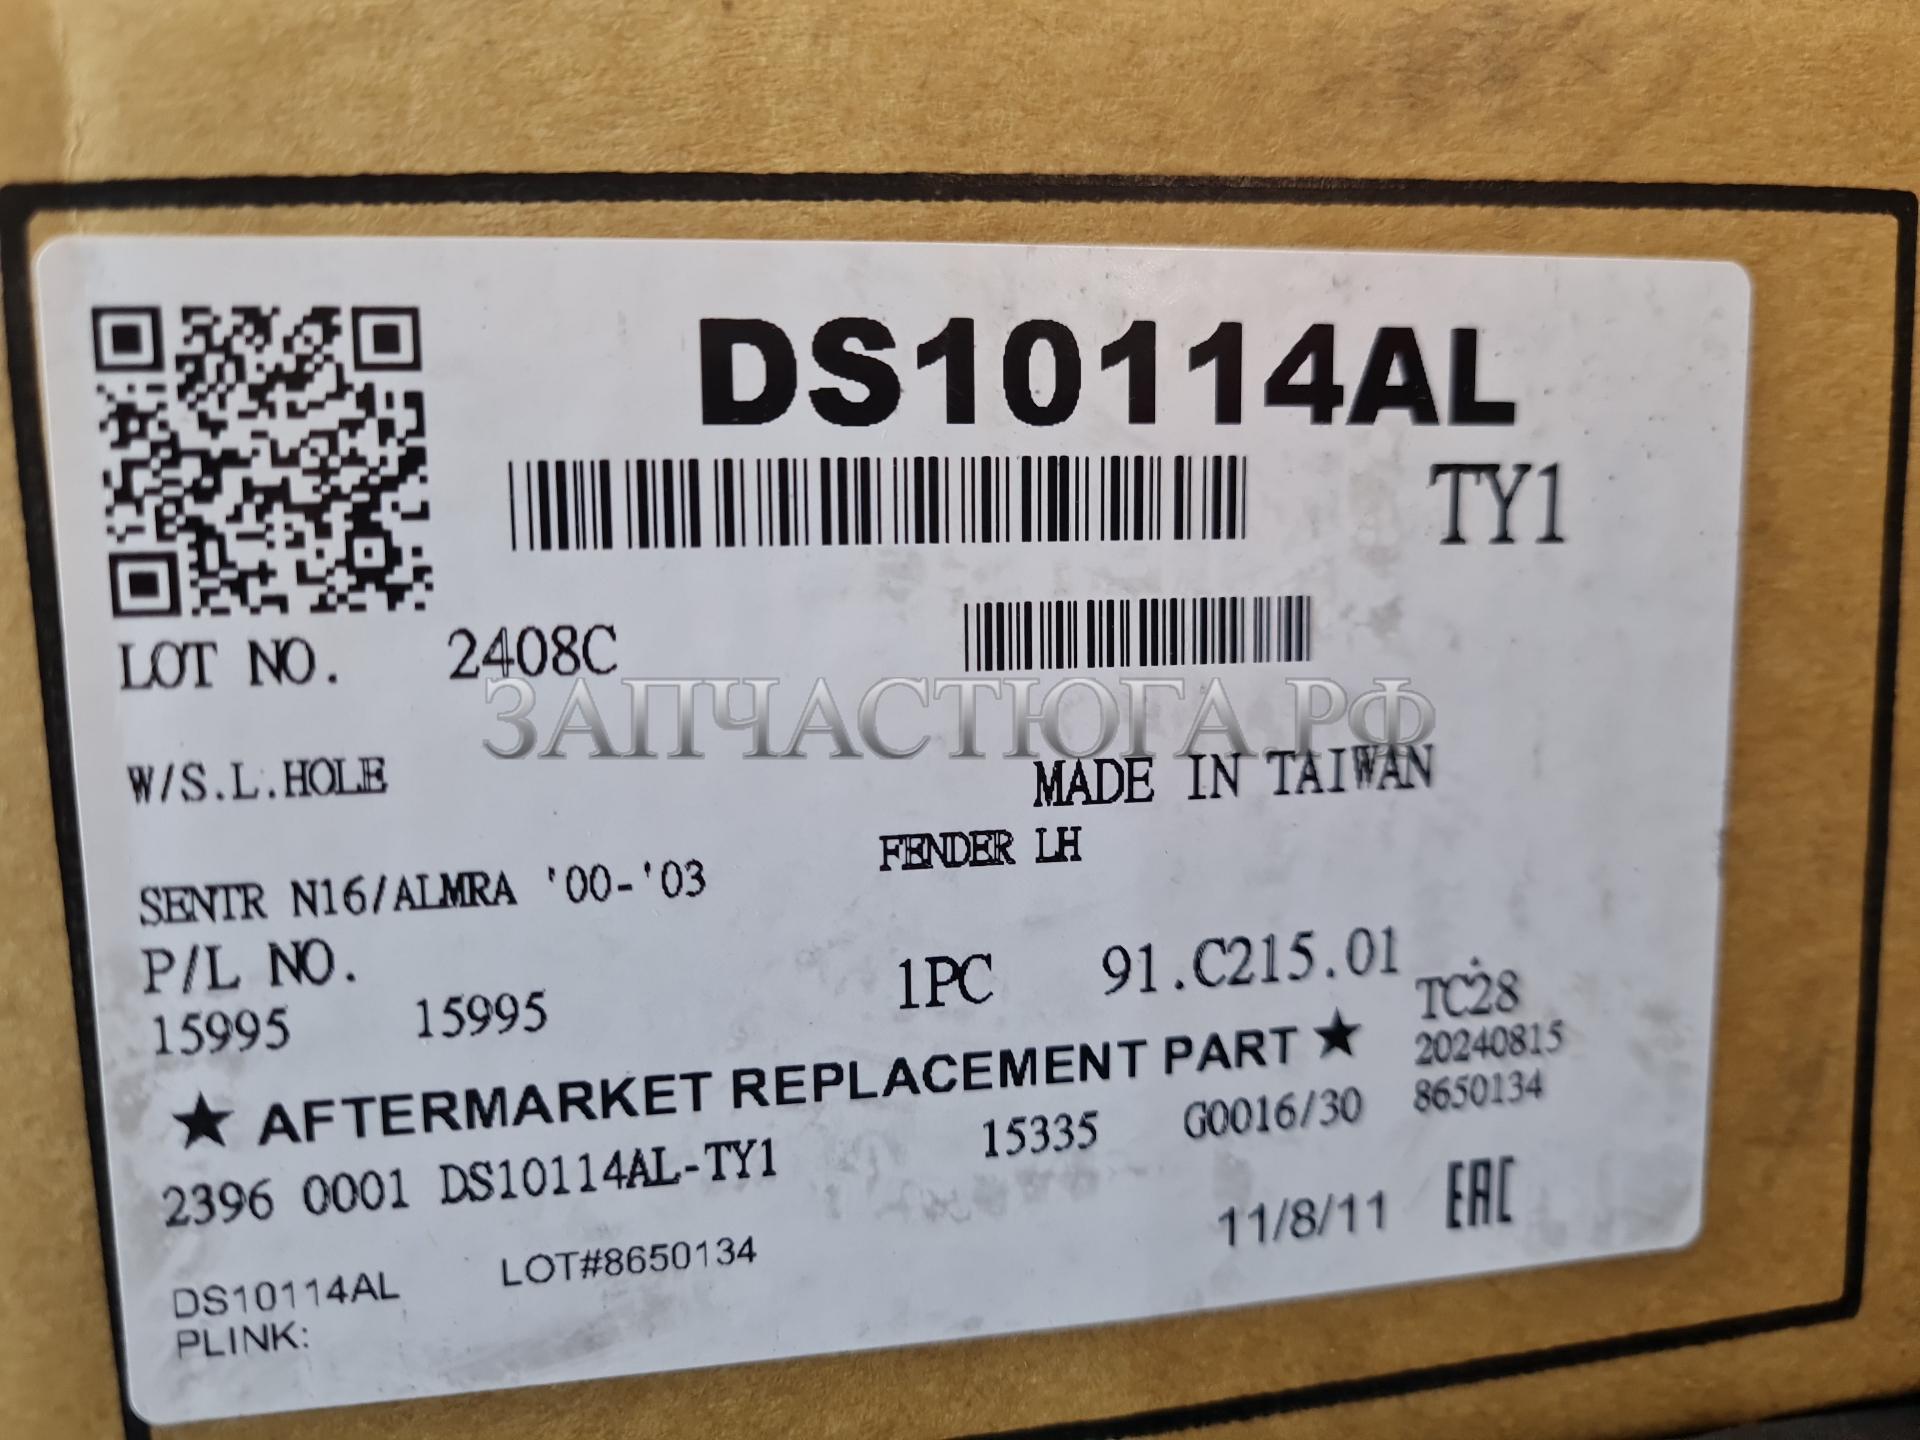 DS10114AL
TY1
LOT NO. 2408C
ЗАПЧАСТЮГА.РФ
W/S.L.HOLE
MADE IN TAIWAN
FENDER LH
SENTR N16/ALMRA '00-'03
P/L NO.
1PC 91.C215.01
TC28
15995 15995
20240815
★ AFTERMARKET REPLACEMENT PART ★
8650134
2396 0001 DS10114AL-TY1 15335 G0016/30
11/8/11 EAC
DS10114AL LOT#8650134
PLINK: